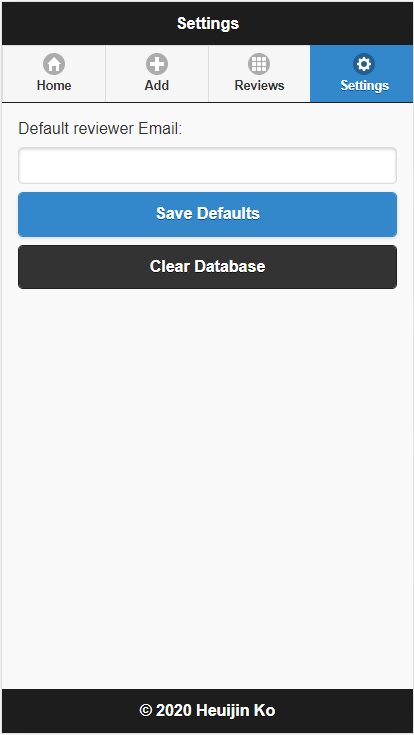 Settings
Home Add Reviews Settings
Default reviewer Email:
Save Defaults
Clear Database
© 2020 Heuijin Ko